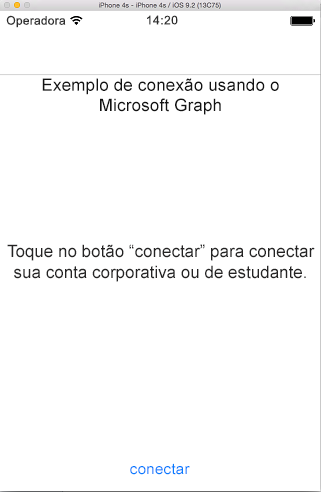 iPhone 4s - iPhone 4s / iOS 9.2 (13C75)
Operadora 14:20
Exemplo de conexão usando o
Microsoft Graph
Toque no botão “conectar” para conectar
sua conta corporativa ou de estudante.
conectar